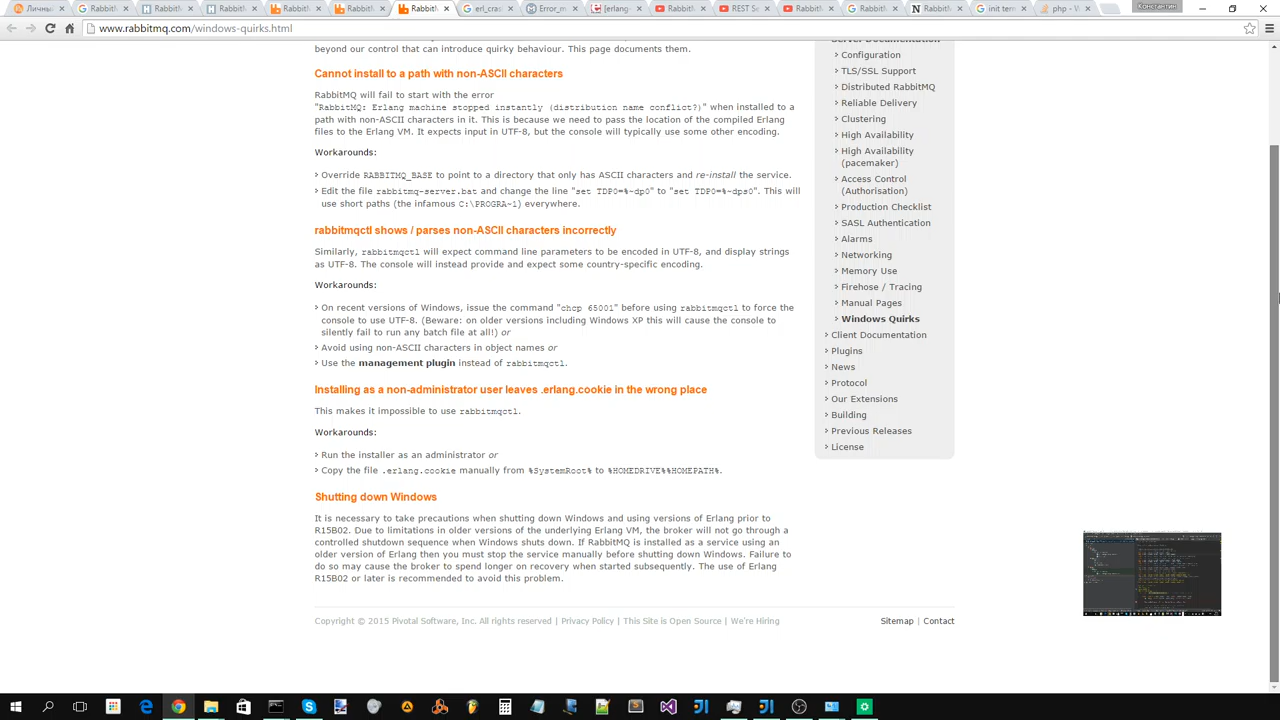 Личны
RabbitM
RabbitM
RabbitM
RabbitM
RabbitM
RabbitM
erl_cras
Error_m
[erlang-
RabbitM
REST Se
RabbitM
RabbitM
Rabbitm
init term
php - W
Константин
www.rabbitmq.com/windows-quirks.html
beyond our control that can introduce quirky behaviour. This page documents them.
Cannot install to a path with non-ASCII characters
RabbitMQ will fail to start with the error
"RabbitMQ: Erlang machine stopped instantly (distribution name conflict?)" when installed to a
path with non-ASCII characters in it. This is because we need to pass the location of the compiled Erlang
files to the Erlang VM. It expects input in UTF-8, but the console will typically use some other encoding.
Workarounds:
Override RABBITMQ_BASE to point to a directory that only has ASCII characters and re-install the service.
Edit the file rabbitmq-server.bat and change the line "set TDP0=%~dp0" to "set TDP0=%~dps0". This will
use short paths (the infamous C:\PROGRA~1) everywhere.
rabbitmqctl shows / parses non-ASCII characters incorrectly
Similarly, rabbitmqctl will expect command line parameters to be encoded in UTF-8, and display strings
as UTF-8. The console will instead provide and expect some country-specific encoding.
Workarounds:
On recent versions of Windows, issue the command "chcp 65001" before using rabbitmqctl to force the
console to use UTF-8. (Beware: on older versions including Windows XP this will cause the console to
silently fail to run any batch file at all!) or
Avoid using non-ASCII characters in object names or
Use the management plugin instead of rabbitmqctl.
Installing as a non-administrator user leaves .erlang.cookie in the wrong place
This makes it impossible to use rabbitmqctl.
Workarounds:
Run the installer as an administrator or
Copy the file .erlang.cookie manually from %SystemRoot% to %HOMEDRIVE%%HOMEPATH%.
Shutting down Windows
It is necessary to take precautions when shutting down Windows and using versions of Erlang prior to
R15B02. Due to limitations in older versions of the underlying Erlang VM, the broker will not go through a
controlled shutdown sequence when Windows shuts down. If RabbitMQ is installed as a service using an
older version of Erlang then you must stop the service manually before shutting down Windows. Failure to
do so may cause the broker to spend longer on recovery when started subsequently. The use of Erlang
R15B02 or later is recommended to avoid this problem.
Server Documentation
Configuration
TLS/SSL Support
Distributed RabbitMQ
Reliable Delivery
Clustering
High Availability
High Availability
(pacemaker)
Access Control
(Authorisation)
Production Checklist
SASL Authentication
Alarms
Networking
Memory Use
Firehose / Tracing
Manual Pages
Windows Quirks
Client Documentation
Plugins
News
Protocol
Our Extensions
Building
Previous Releases
License
Copyright © 2015 Pivotal Software, Inc. All rights reserved | Privacy Policy | This Site is Open Source | We're Hiring
Sitemap | Contact